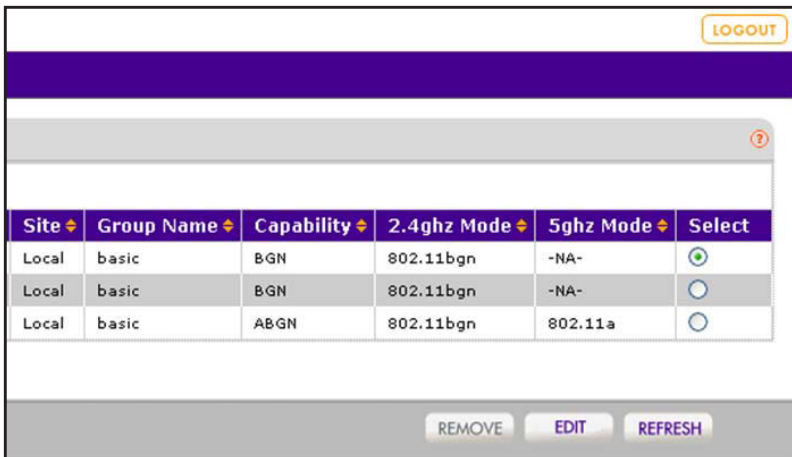 LOGOUT
?
Site Group Name Capability 2.4ghz Mode 5ghz Mode Select
Local basic BGN 802.11bgn -NA-
Local basic BGN 802.11bgn -NA-
Local basic ABGN 802.11bgn 802.11a
REMOVE EDIT REFRESH